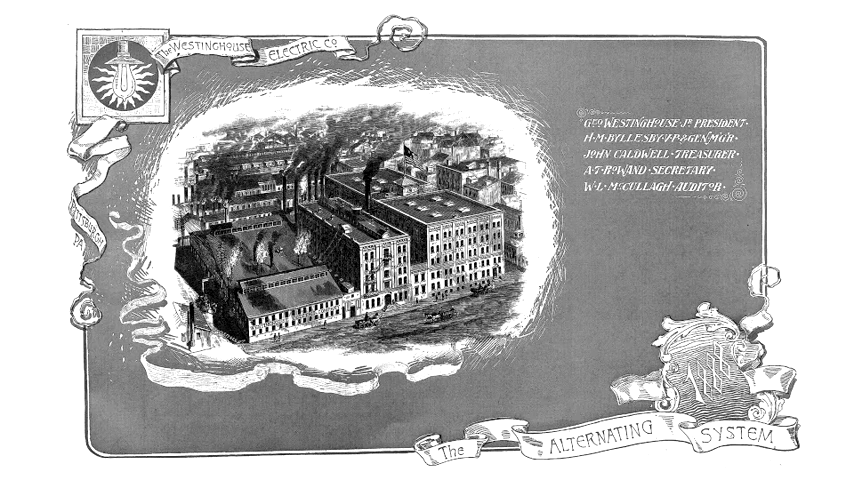 The WESTINGHOUSE ELECTRIC CO
PITTSBURGH
PA
GEO WESTINGHOUSE JR PRESIDENT
H·M·BYLLESBY·V·P·&·GEN·M'G'R·
JOHN CALDWELL·TREASURER·
A·T·ROWAND·SECRETARY·
W·L·McCULLAGH·AUDITOR·
The ALTERNATING SYSTEM